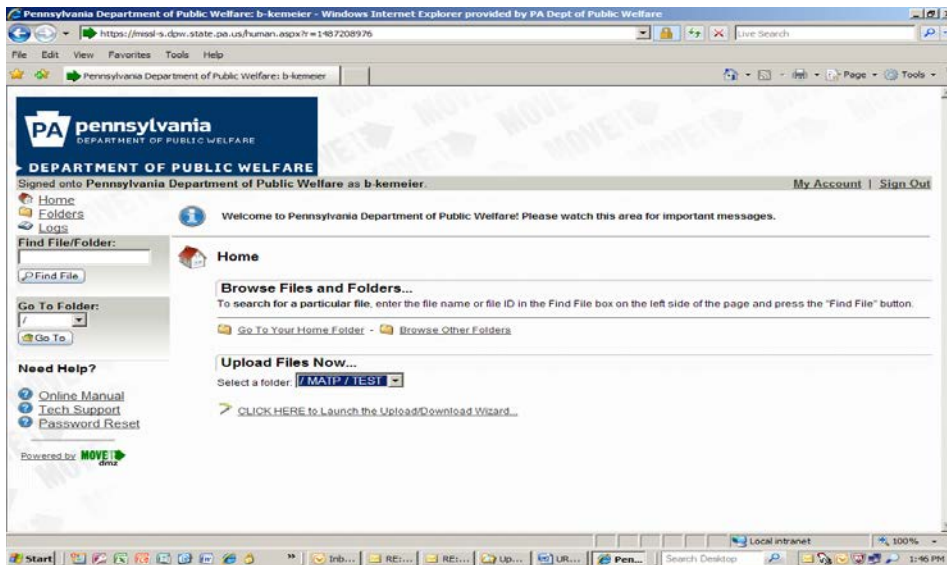 Pennsylvania Department of Public Welfare: b-kemeier - Windows Internet Explorer provided by PA Dept of Public Welfare
https://missl-s.dpw.state.pa.us/human.aspx?r=1487208976
Live Search
File Edit View Favorites Tools Help
Pennsylvania Department of Public Welfare: b-kemeier
Page Tools
PA pennsylvania
DEPARTMENT OF PUBLIC WELFARE
DEPARTMENT OF PUBLIC WELFARE
Signed onto Pennsylvania Department of Public Welfare as b-kemeier.
My Account | Sign Out
Home
Folders
Logs
Welcome to Pennsylvania Department of Public Welfare! Please watch this area for important messages.
Find File/Folder:
Find File
Go To Folder:
/
Go To
Need Help?
Online Manual
Tech Support
Password Reset
Powered by MOVEit
dmz
Home
Browse Files and Folders...
To search for a particular file, enter the file name or file ID in the Find File box on the left side of the page and press the "Find File" button.
Go To Your Home Folder - Browse Other Folders
Upload Files Now...
Select a folder: / MATP / TEST
CLICK HERE to Launch the Upload/Download Wizard...
Local intranet 100%
Start Inb... RE:... RE:... Up... UR... Pen... Search Desktop 1:46 PM